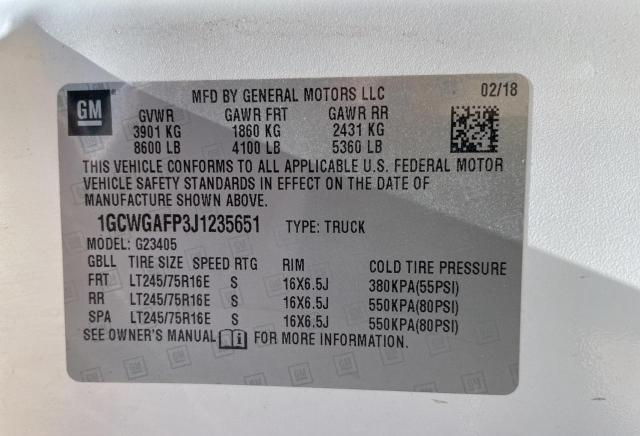 GM
MFD BY GENERAL MOTORS LLC 02/18
GVWR GAWR FRT GAWR RR
3901 KG 1860 KG 2431 KG
8600 LB 4100 LB 5360 LB
THIS VEHICLE CONFORMS TO ALL APPLICABLE U.S. FEDERAL MOTOR
VEHICLE SAFETY STANDARDS IN EFFECT ON THE DATE OF
MANUFACTURE SHOWN ABOVE.
1GCWGAFP3J1235651 TYPE: TRUCK
MODEL: G23405
GBLL TIRE SIZE SPEED RTG RIM COLD TIRE PRESSURE
FRT LT245/75R16E S 16X6.5J 380KPA(55PSI)
RR LT245/75R16E S 16X6.5J 550KPA(80PSI)
SPA LT245/75R16E S 16X6.5J 550KPA(80PSI)
SEE OWNER'S MANUAL FOR MORE INFORMATION.